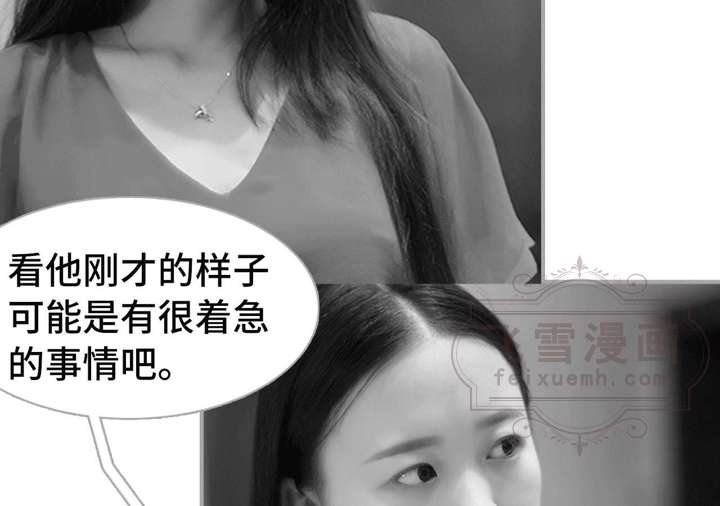 看他刚才的样子
可能是有很着急
的事情吧。
飞雪漫画
feixuemh.com